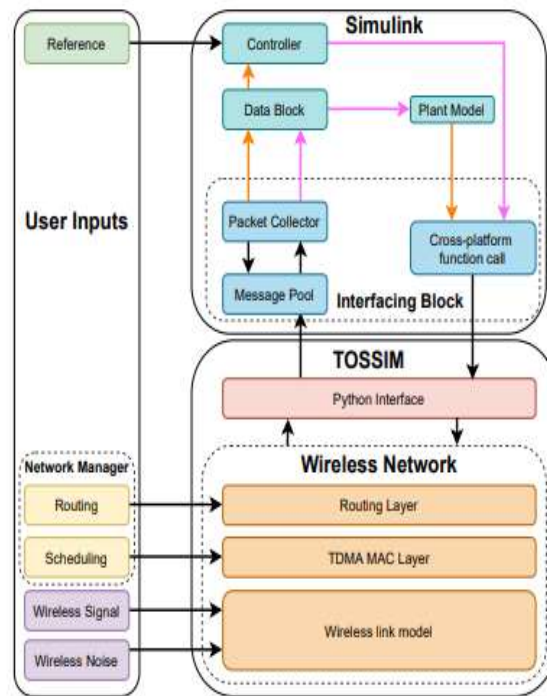 Simulink
Reference
Controller
Data Block
Plant Model
User Inputs
Packet Collector
Cross-platform
function call
Message Pool
Interfacing Block
TOSSIM
Python Interface
Network Manager
Wireless Network
Routing
Routing Layer
Scheduling
TDMA MAC Layer
Wireless Signal
Wireless link model
Wireless Noise